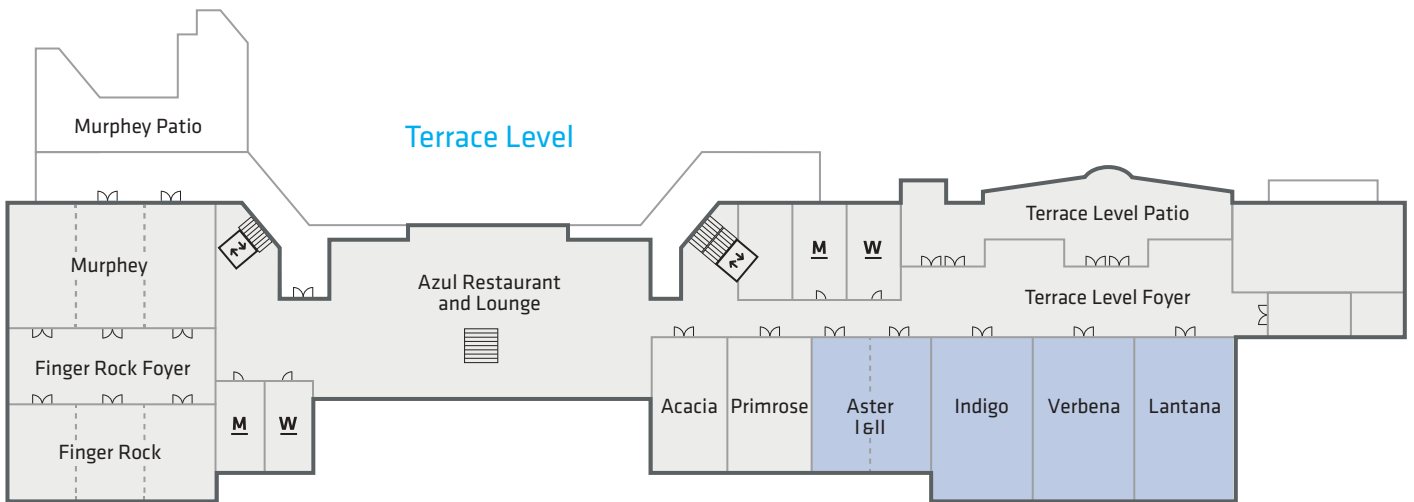 Murphey Patio
Terrace Level
Murphey
Finger Rock Foyer
Finger Rock
M
W
Azul Restaurant
and Lounge
M
W
Terrace Level Patio
Terrace Level Foyer
Acacia
Primrose
Aster
I & II
Indigo
Verbena
Lantana